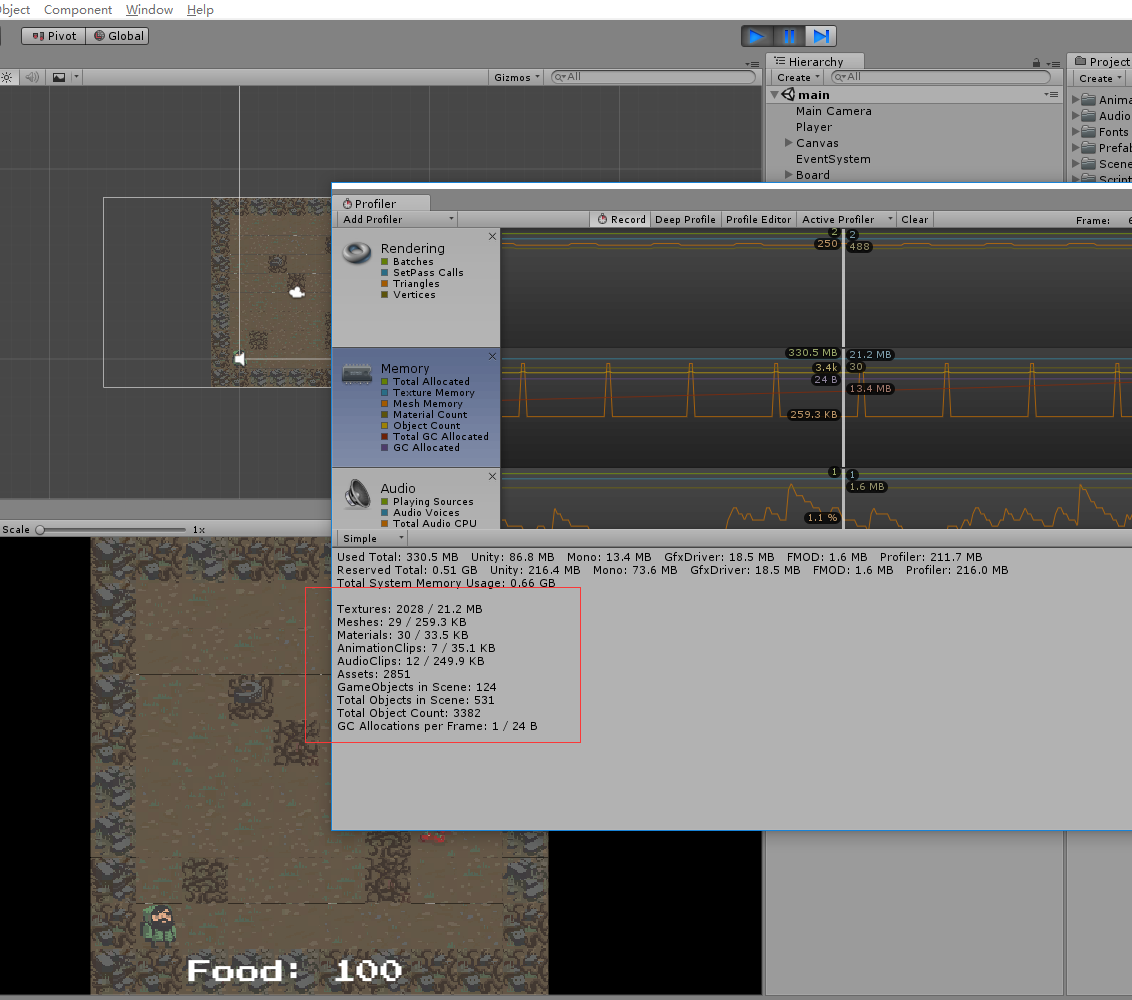 Object Component Window Help
Pivot Global
Gizmos All
Hierarchy
Create All
main
Main Camera
Player
Canvas
EventSystem
Board
Project
Create
Audio
Fonts
Profiler
Add Profiler Record Deep Profile Profile Editor Active Profiler Clear Frame:
Rendering
Batches
SetPass Calls
Triangles
Vertices
2 2
250 488
Memory
Total Allocated
Texture Memory
Mesh Memory
Material Count
Object Count
Total GC Allocated
GC Allocated
330.5 MB 21.2 MB
3.4k 30
24 B 13.4 MB
259.3 KB
Audio
Playing Sources
Audio Voices
Total Audio CPU
1 1
1.6 MB
1.1 %
Simple
Used Total: 330.5 MB Unity: 86.8 MB Mono: 13.4 MB GfxDriver: 18.5 MB FMOD: 1.6 MB Profiler: 211.7 MB
Reserved Total: 0.51 GB Unity: 216.4 MB Mono: 73.6 MB GfxDriver: 18.5 MB FMOD: 1.6 MB Profiler: 216.0 MB
Total System Memory Usage: 0.66 GB
Textures: 2028 / 21.2 MB
Meshes: 29 / 259.3 KB
Materials: 30 / 33.5 KB
AnimationClips: 7 / 35.1 KB
AudioClips: 12 / 249.9 KB
Assets: 2851
GameObjects in Scene: 124
Total Objects in Scene: 531
Total Object Count: 3382
GC Allocations per Frame: 1 / 24 B
Scale 1x
Food: 100